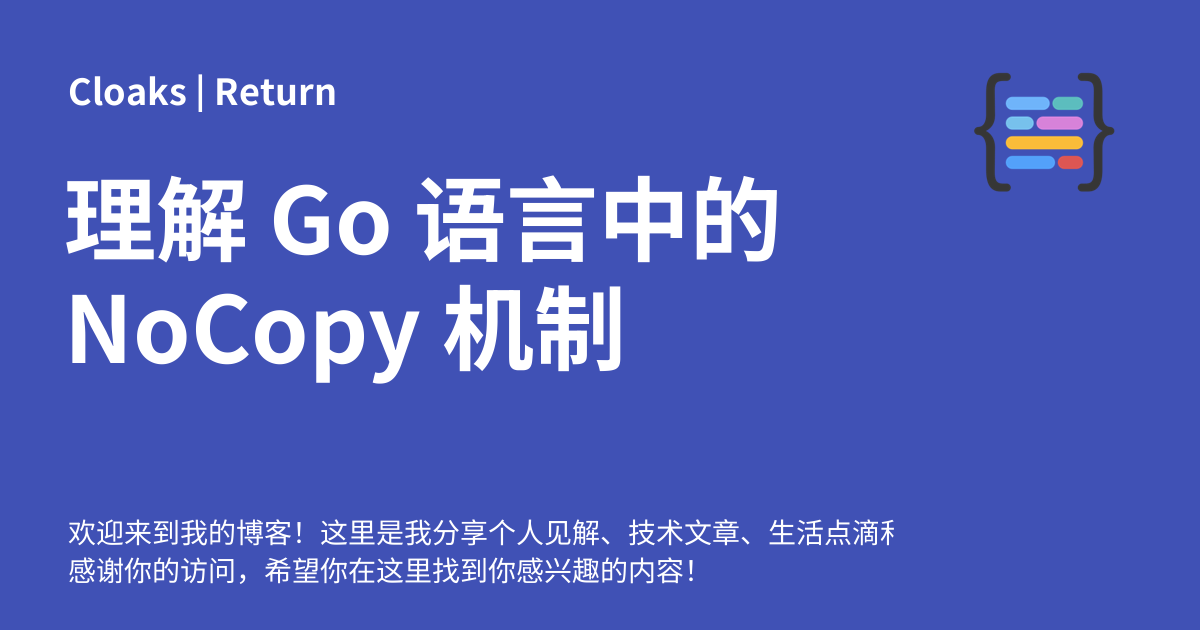 Cloaks | Return
理解 Go 语言中的
NoCopy 机制
欢迎来到我的博客！这里是我分享个人见解、技术文章、生活点滴
感谢你的访问，希望你在这里找到你感兴趣的内容！